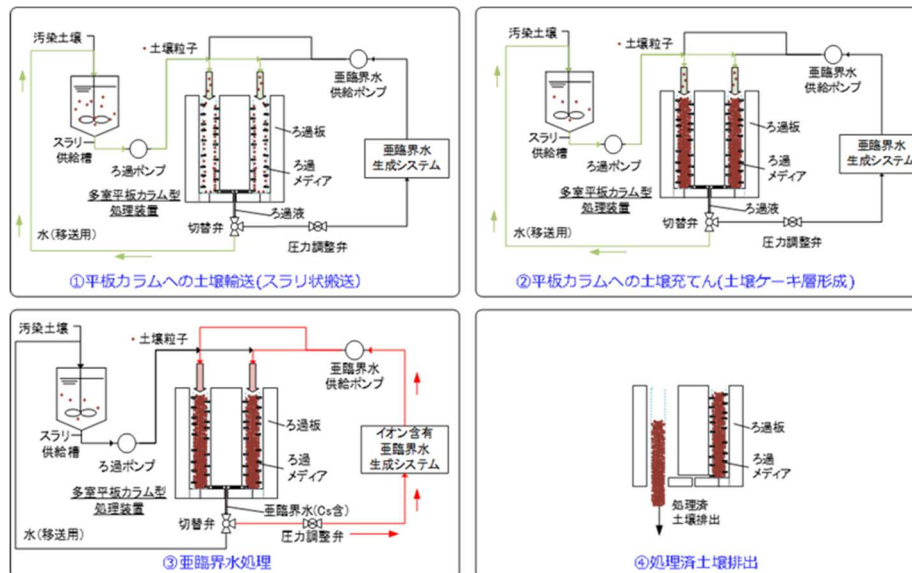 汚染土壌
・土壌粒子
亜臨界水
供給ポンプ
スラリ
供給槽
ろ過ポンプ
ろ過板
ろ過
メディア
亜臨界水
生成システム
多室平板カラム型
処理装置
ろ過液
切替弁
水(移送用)
圧力調整弁
①平板カラムへの土壌輸送(スラリ状搬送)
汚染土壌
・土壌粒子
亜臨界水
供給ポンプ
スラリ
供給槽
ろ過ポンプ
ろ過板
ろ過
メディア
亜臨界水
生成システム
多室平板カラム型
処理装置
ろ過液
切替弁
水(移送用)
圧力調整弁
②平板カラムへの土壌充てん(土壌ケーキ層形成)
汚染土壌
・土壌粒子
亜臨界水
供給ポンプ
スラリ
供給槽
ろ過ポンプ
ろ過板
ろ過
メディア
イオン含有
亜臨界水
生成システム
多室平板カラム型
処理装置
亜臨界水(Cs含)
切替弁
水(移送用)
圧力調整弁
③亜臨界水処理
ろ過板
ろ過
メディア
処理済
土壌排出
④処理済土壌排出